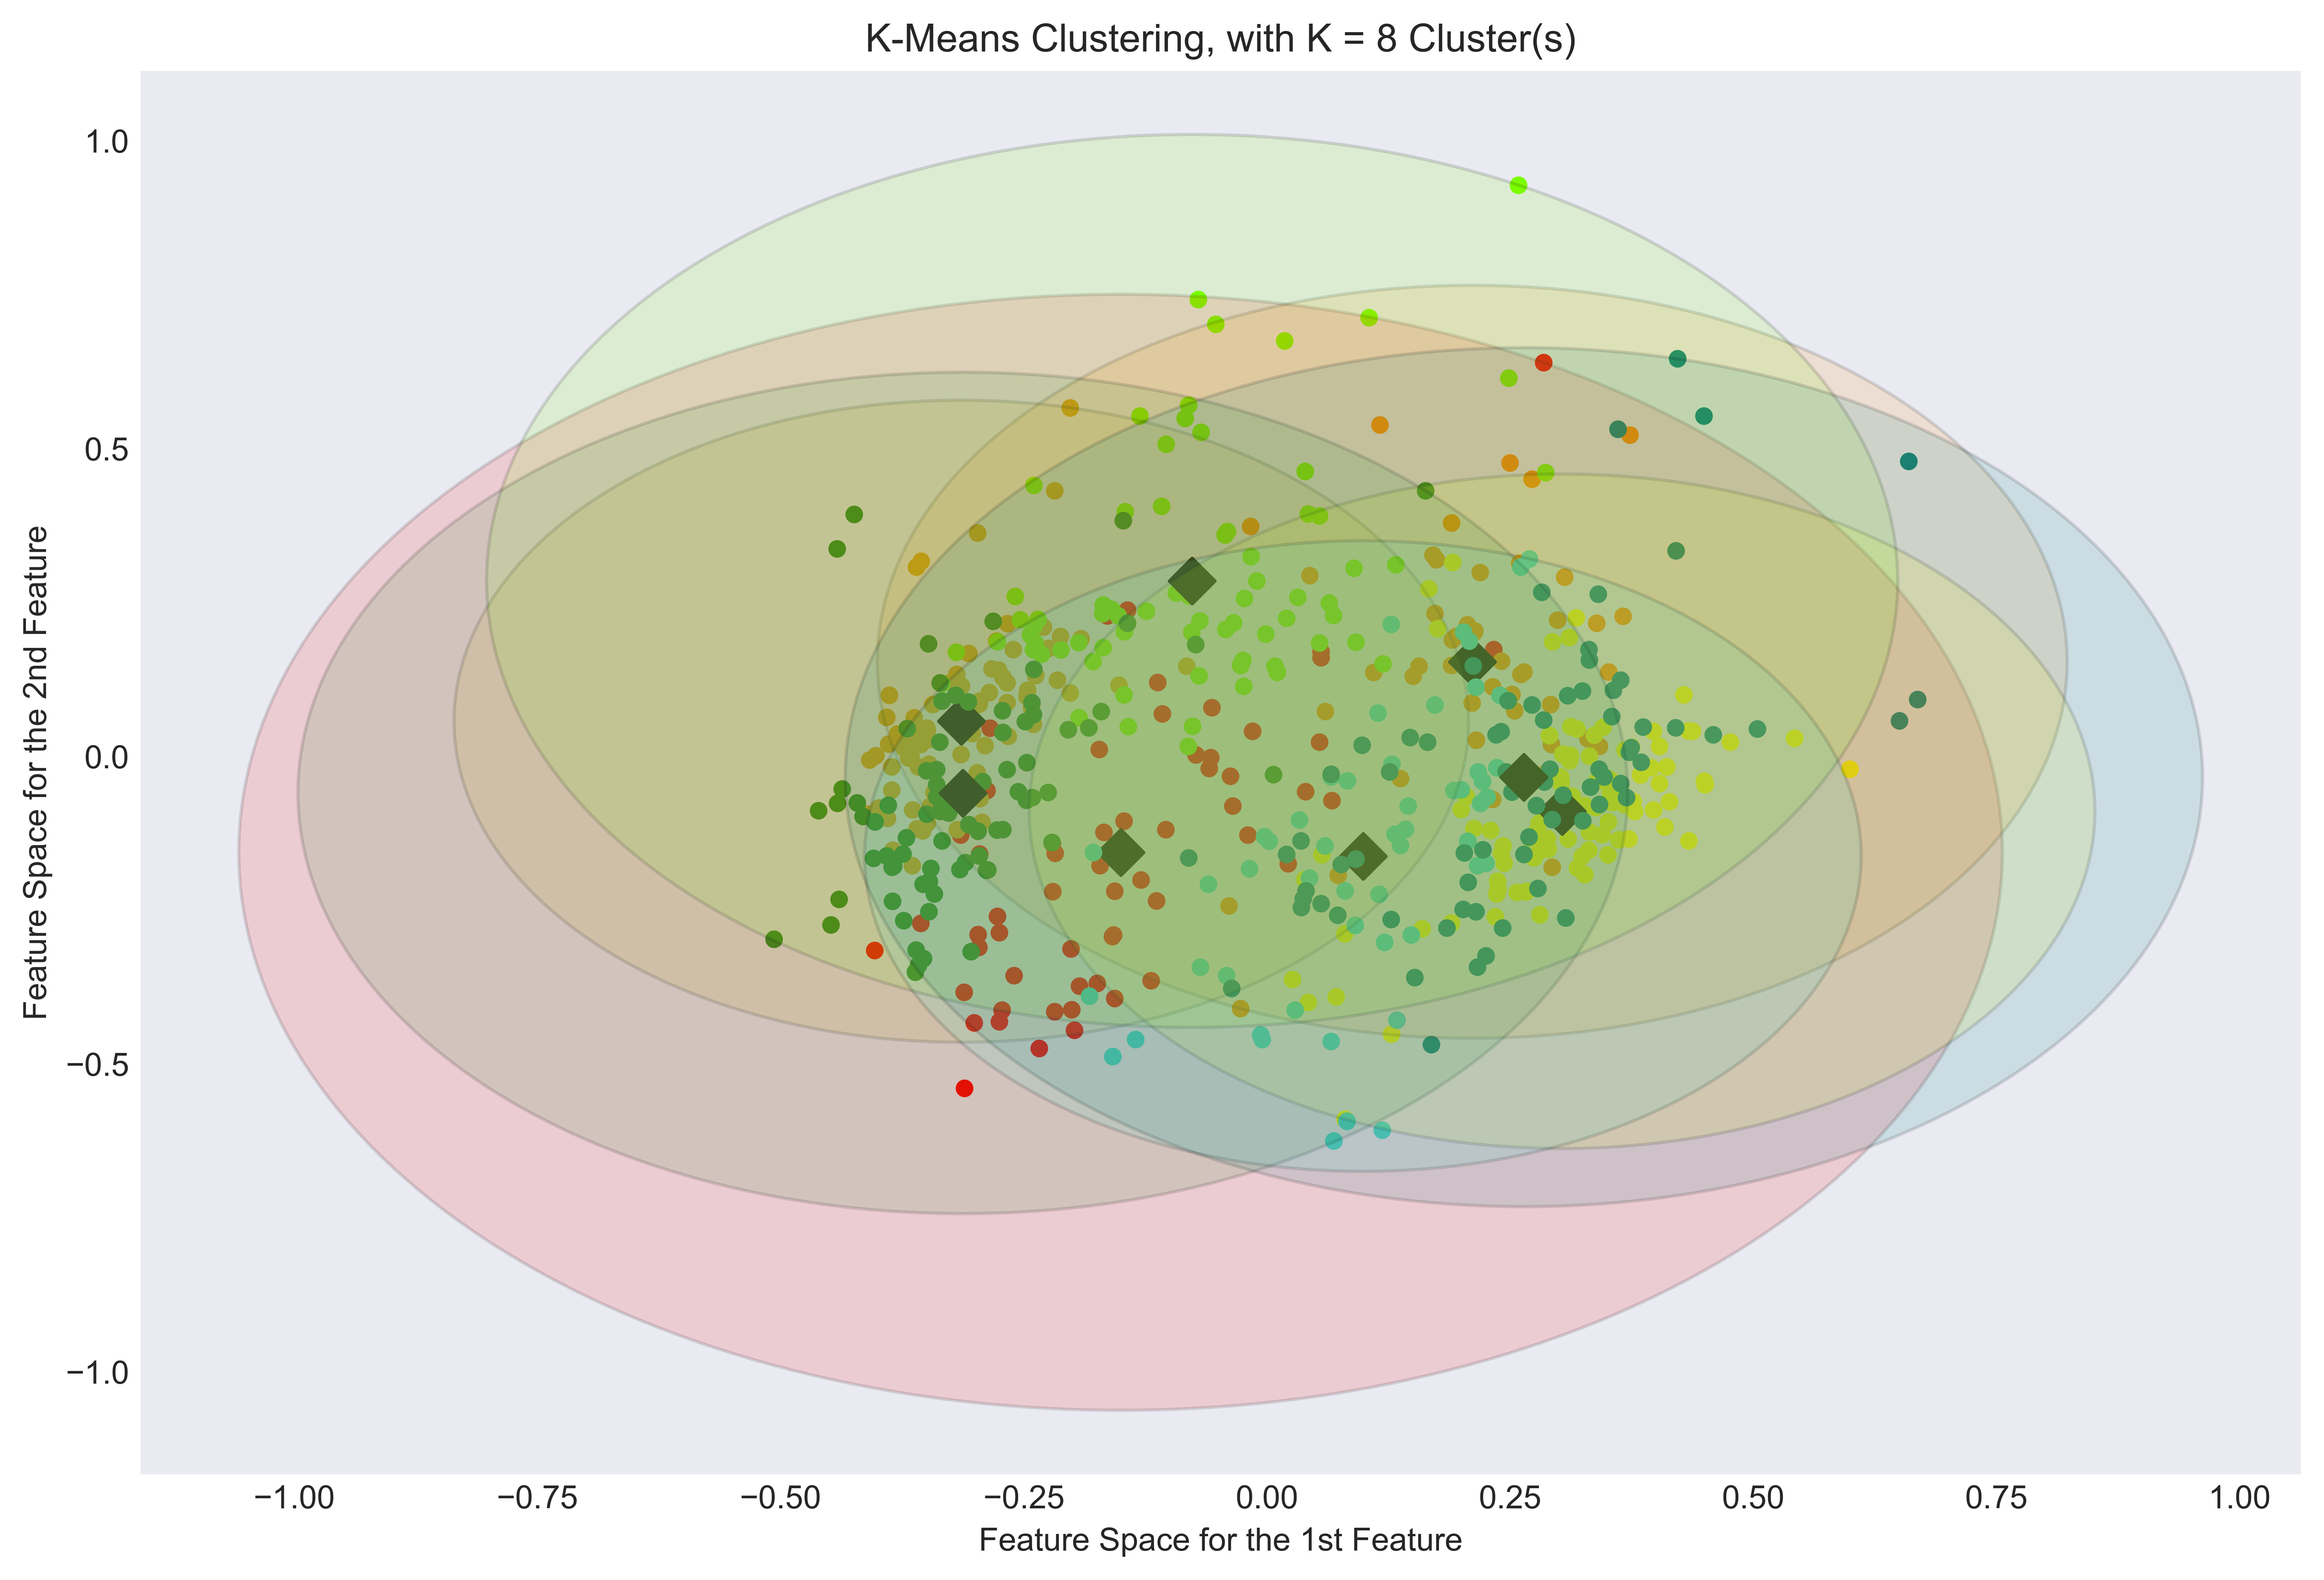 K-Means Clustering, with K = 8 Cluster(s)
1.0
0.5
0.0
−0.5
−1.0
Feature Space for the 2nd Feature
−1.00 −0.75 −0.50 −0.25 0.00 0.25 0.50 0.75 1.00
Feature Space for the 1st Feature